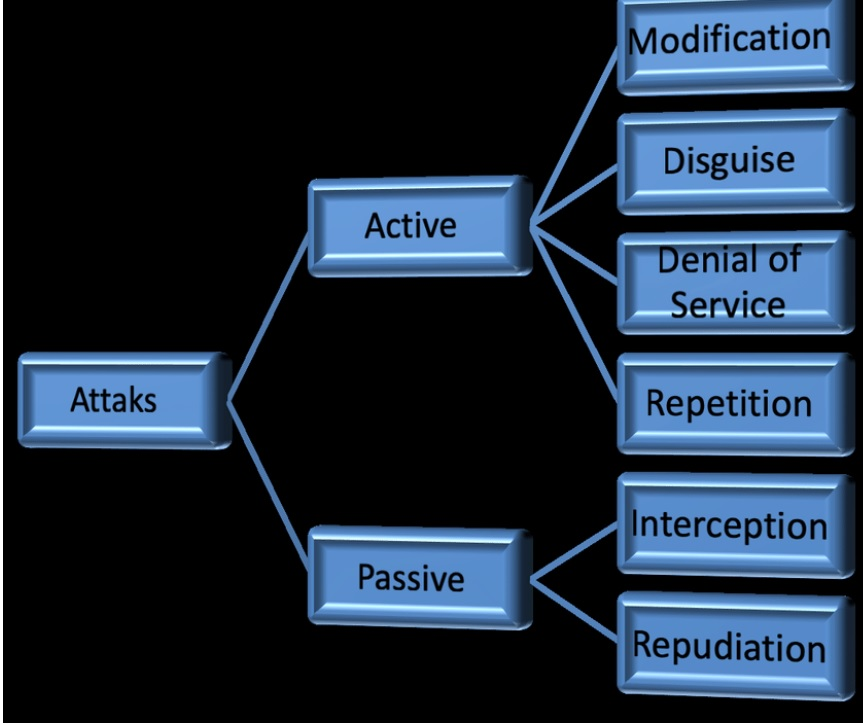 Attaks
Active
Modification
Disguise
Denial of
Service
Repetition
Passive
Interception
Repudiation